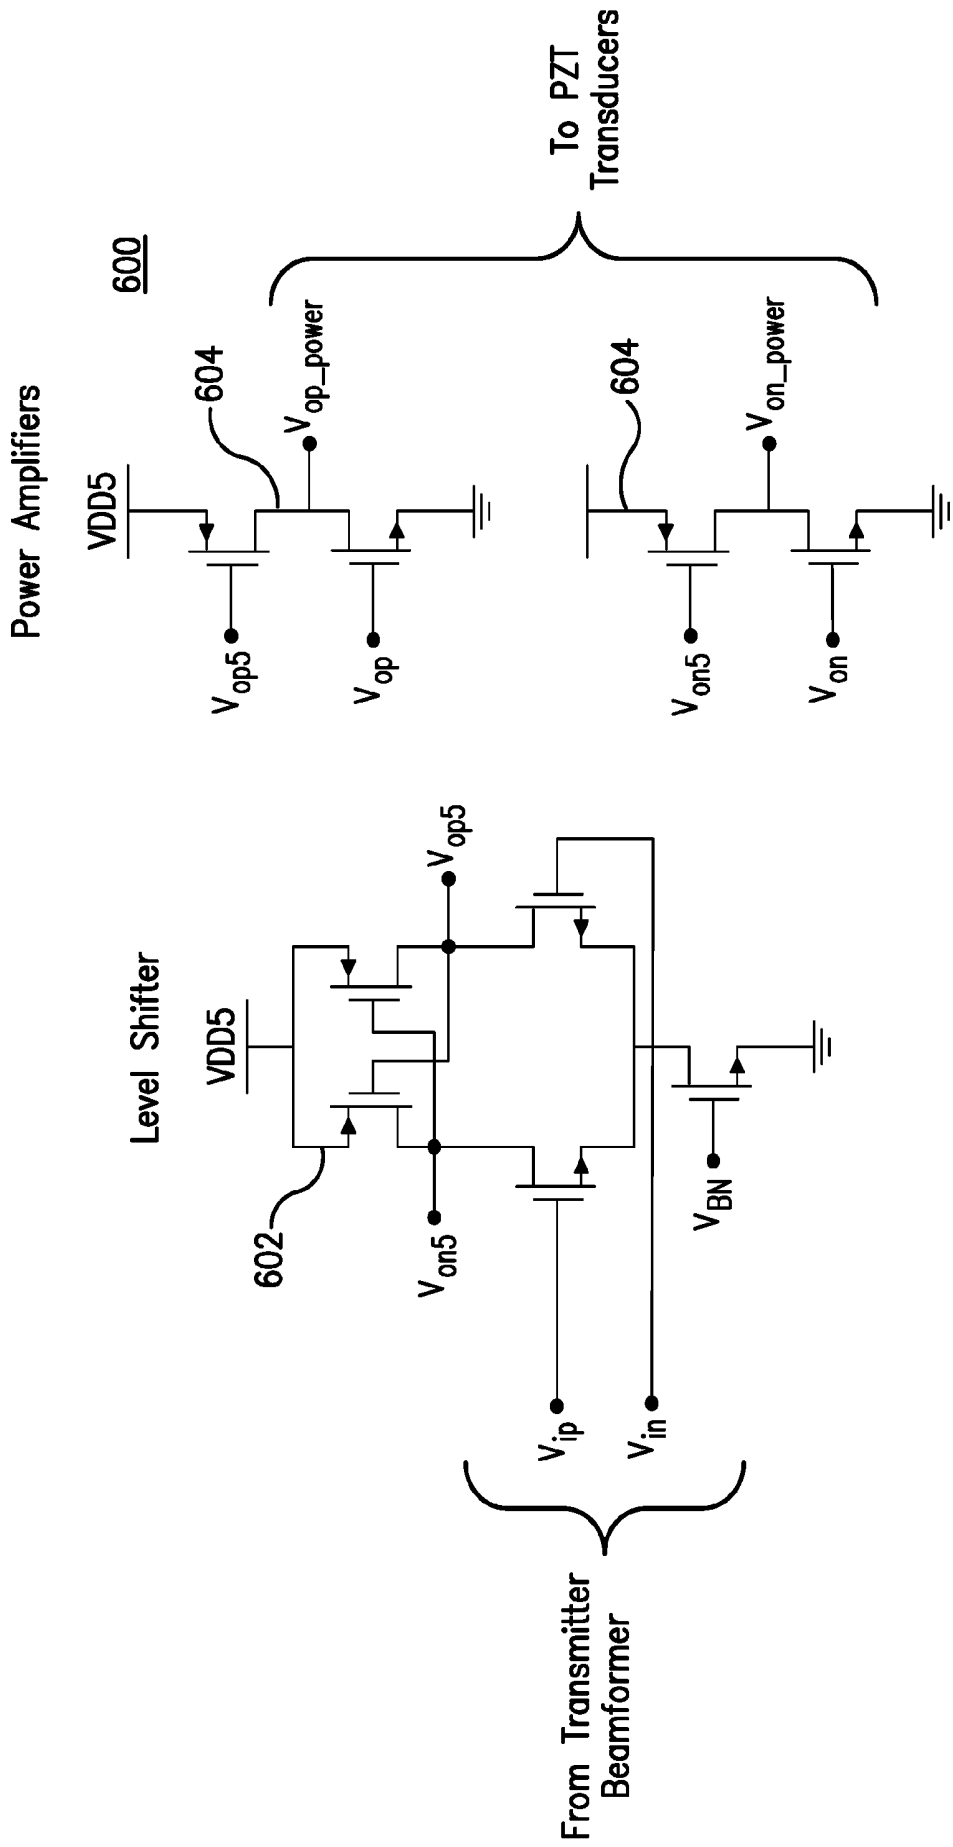 600
Level Shifter
VDD5
602
Von5
Vop5
Vip
Vin
VBN
From Transmitter
Beamformer
Power Amplifiers
VDD5
604
Vop5
Vop
Vop_power
604
Von5
Von
Von_power
To PZT
Transducers